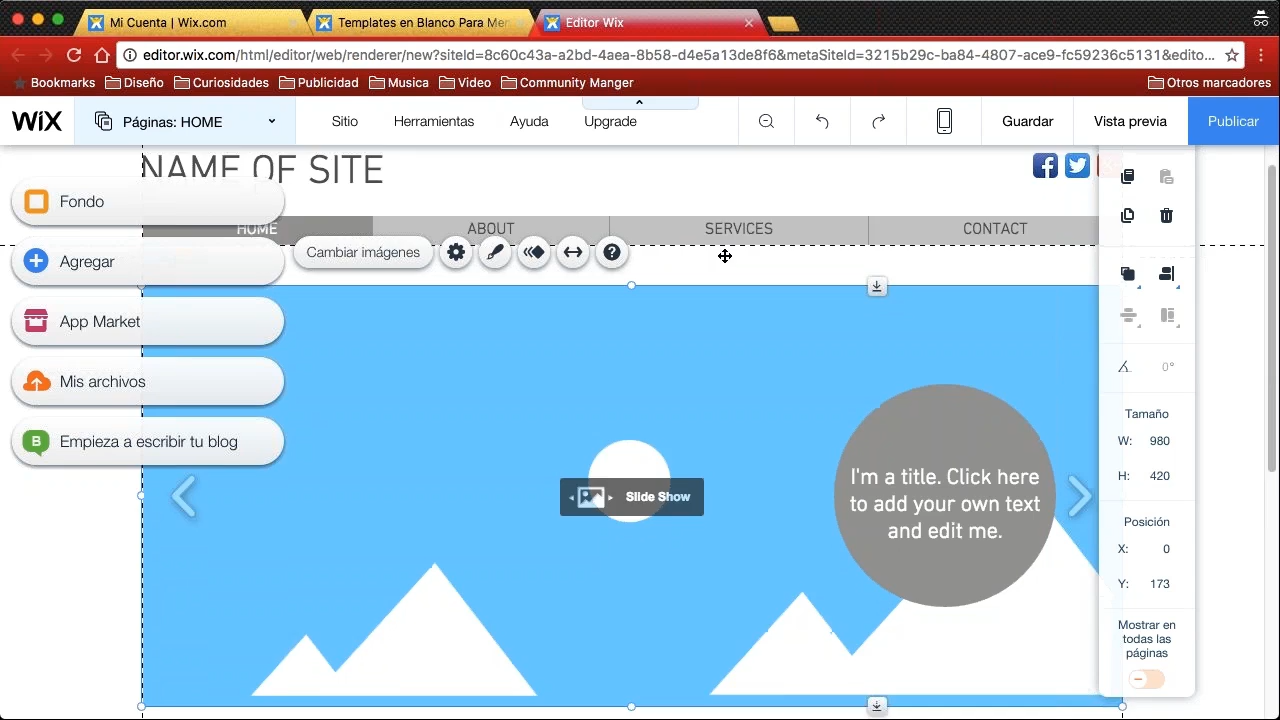 Mi Cuenta | Wix.com
Templates en Blanco Para Mer
Editor Wix
editor.wix.com/html/editor/web/renderer/new?siteId=8c60c43a-a2bd-4aea-8b58-d4e5a13de8f6&metaSiteId=3215b29c-ba84-4807-ace9-fc59236c5131&edito...
Bookmarks
Diseño
Curiosidades
Publicidad
Musica
Video
Community Manger
Otros marcadores
WiX
Páginas: HOME
Sitio
Herramientas
Ayuda
Upgrade
Guardar
Vista previa
Publicar
NAME OF SITE
HOME
ABOUT
SERVICES
CONTACT
Fondo
Agregar
App Market
Mis archivos
B
Empieza a escribir tu blog
Cambiar imágenes
?
Slide Show
I'm a title. Click here
to add your own text
and edit me.
0°
Tamaño
W: 980
H: 420
Posición
X: 0
Y: 173
Mostrar en
todas las
páginas